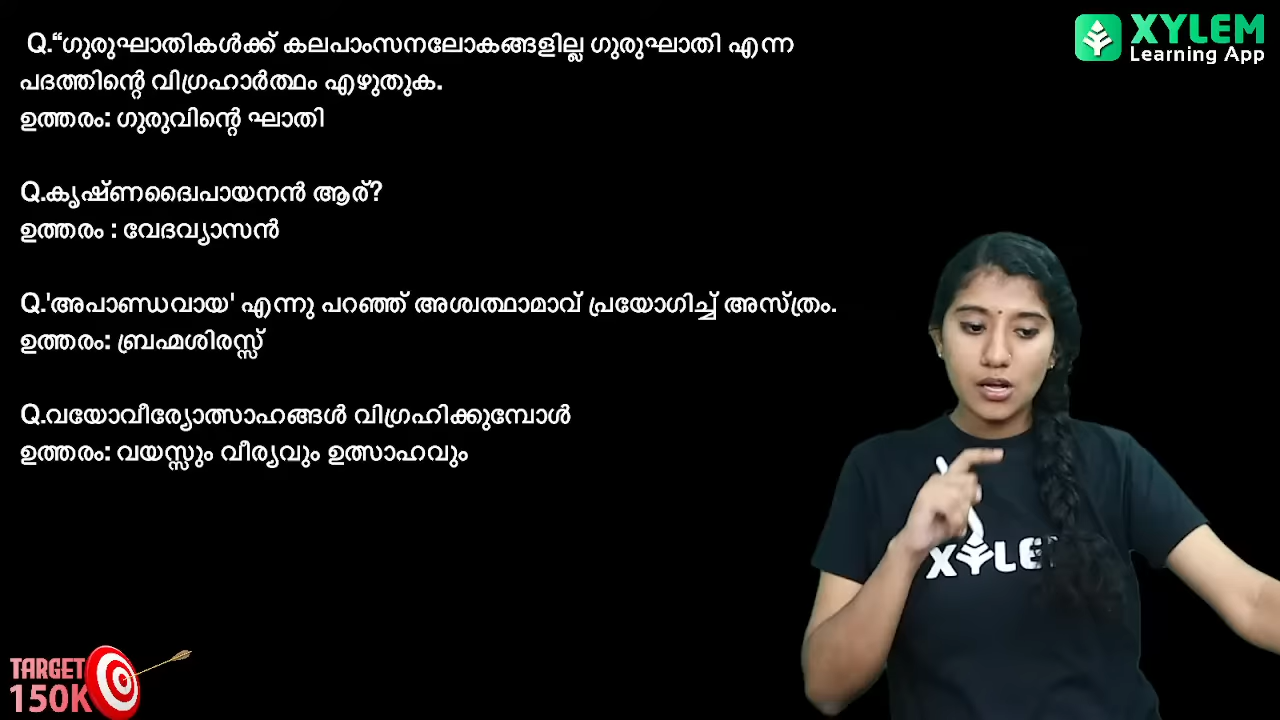 Q.“ഗുരുഘാതികൾക്ക് കലപാംസനലോകങ്ങളില്ല ഗുരുഘാതി എന്ന
പദത്തിന്റെ വിഗ്രഹാർത്ഥം എഴുതുക.
ഉത്തരം: ഗുരുവിന്റെ ഘാതി
Q.കൃഷ്ണദ്വൈപായനൻ ആര്?
ഉത്തരം : വേദവ്യാസൻ
Q.'അപാണ്ഡവായ' എന്നു പറഞ്ഞ് അശ്വത്ഥാമാവ് പ്രയോഗിച്ച് അസ്ത്രം.
ഉത്തരം: ബ്രഹ്മശിരസ്സ്
Q.വയോവീര്യോത്സാഹങ്ങൾ വിഗ്രഹിക്കുമ്പോൾ
ഉത്തരം: വയസ്സും വീര്യവും ഉത്സാഹവും
XYLEM
Learning App
XYLEM
TARGET
150K